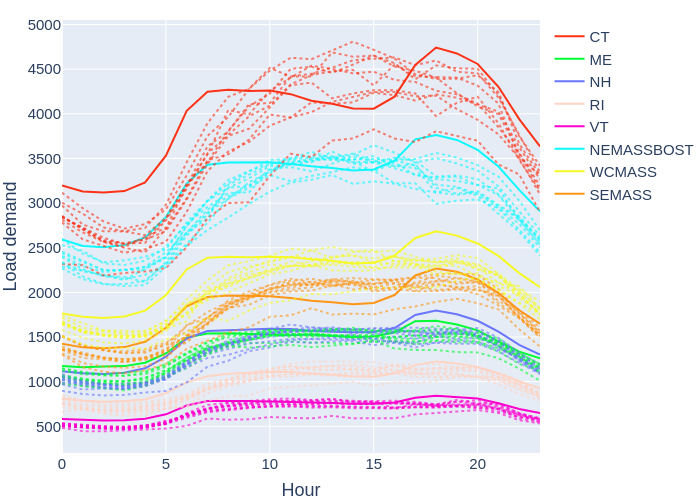 5000
4500
4000
3500
3000
2500
2000
1500
1000
500
0
5
10
15
20
Load demand
Hour
CT
ME
NH
RI
VT
NEMASSBOST
WCMASS
SEMASS